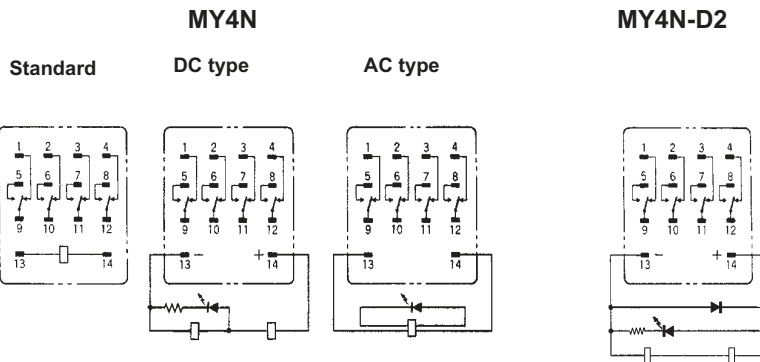 MY4N MY4N-D2
Standard DC type AC type
1 2 3 4 1 2 3 4 1 2 3 4 1 2 3 4
5 6 7 8 5 6 7 8 5 6 7 8 5 6 7 8
9 10 11 12 9 10 11 12 9 10 11 12 9 10 11 12
13 14 13 − + 14 13 14 13 − + 14